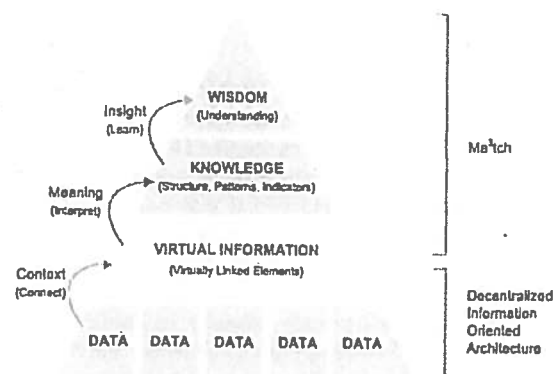 WISDOM
(Understanding)
Insight
(Learn)
KNOWLEDGE
(Structure, Patterns, Indicators)
Ma³tch
Meaning
(Interpret)
VIRTUAL INFORMATION
(Virtually Linked Elements)
Context
(Connect)
DATA DATA DATA DATA DATA
Decentralized
Information
Oriented
Architecture